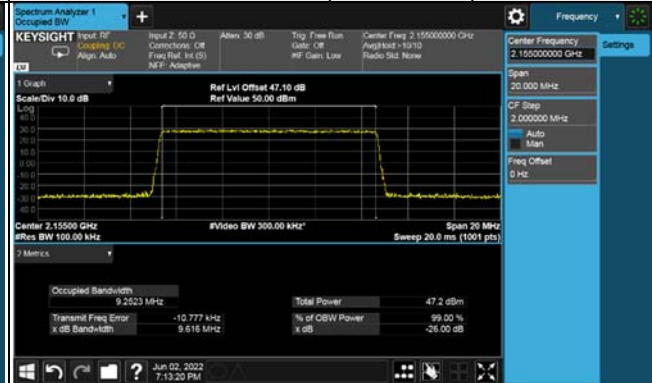 Spectrum Analyzer 1
Occupied BW
+
Frequency
KEYSIGHT
Input: RF
Coupling: DC
Align: Auto
Input Z: 50 Ω
Corrections: Off
Freq Ref: Int (S)
NFE: Adaptive
Atten: 30 dB
Trig: Free Run
Gate: Off
#IF Gain: Low
Center Freq: 2.155000000 GHz
Avg|Hold:>10/10
Radio Std: None
Center Frequency
2.155000000 GHz
Settings
Span
20.000 MHz
CF Step
2.000000 MHz
Auto
Man
Freq Offset
0 Hz
1 Graph
Scale/Div 10.0 dB
Ref Lvl Offset 47.10 dB
Ref Value 50.00 dBm
Log
40.0
30.0
20.0
10.0
0.00
-10.0
-20.0
-30.0
-40.0
Center 2.15500 GHz
#Res BW 100.00 kHz
#Video BW 300.00 kHz*
Span 20 MHz
Sweep 20.0 ms (1001 pts)
2 Metrics
Occupied Bandwidth
9.2523 MHz
Total Power 47.2 dBm
Transmit Freq Error -10.777 kHz
% of OBW Power 99.00 %
x dB Bandwidth 9.616 MHz
x dB -26.00 dB
?
Jun 02, 2022
7:13:20 PM